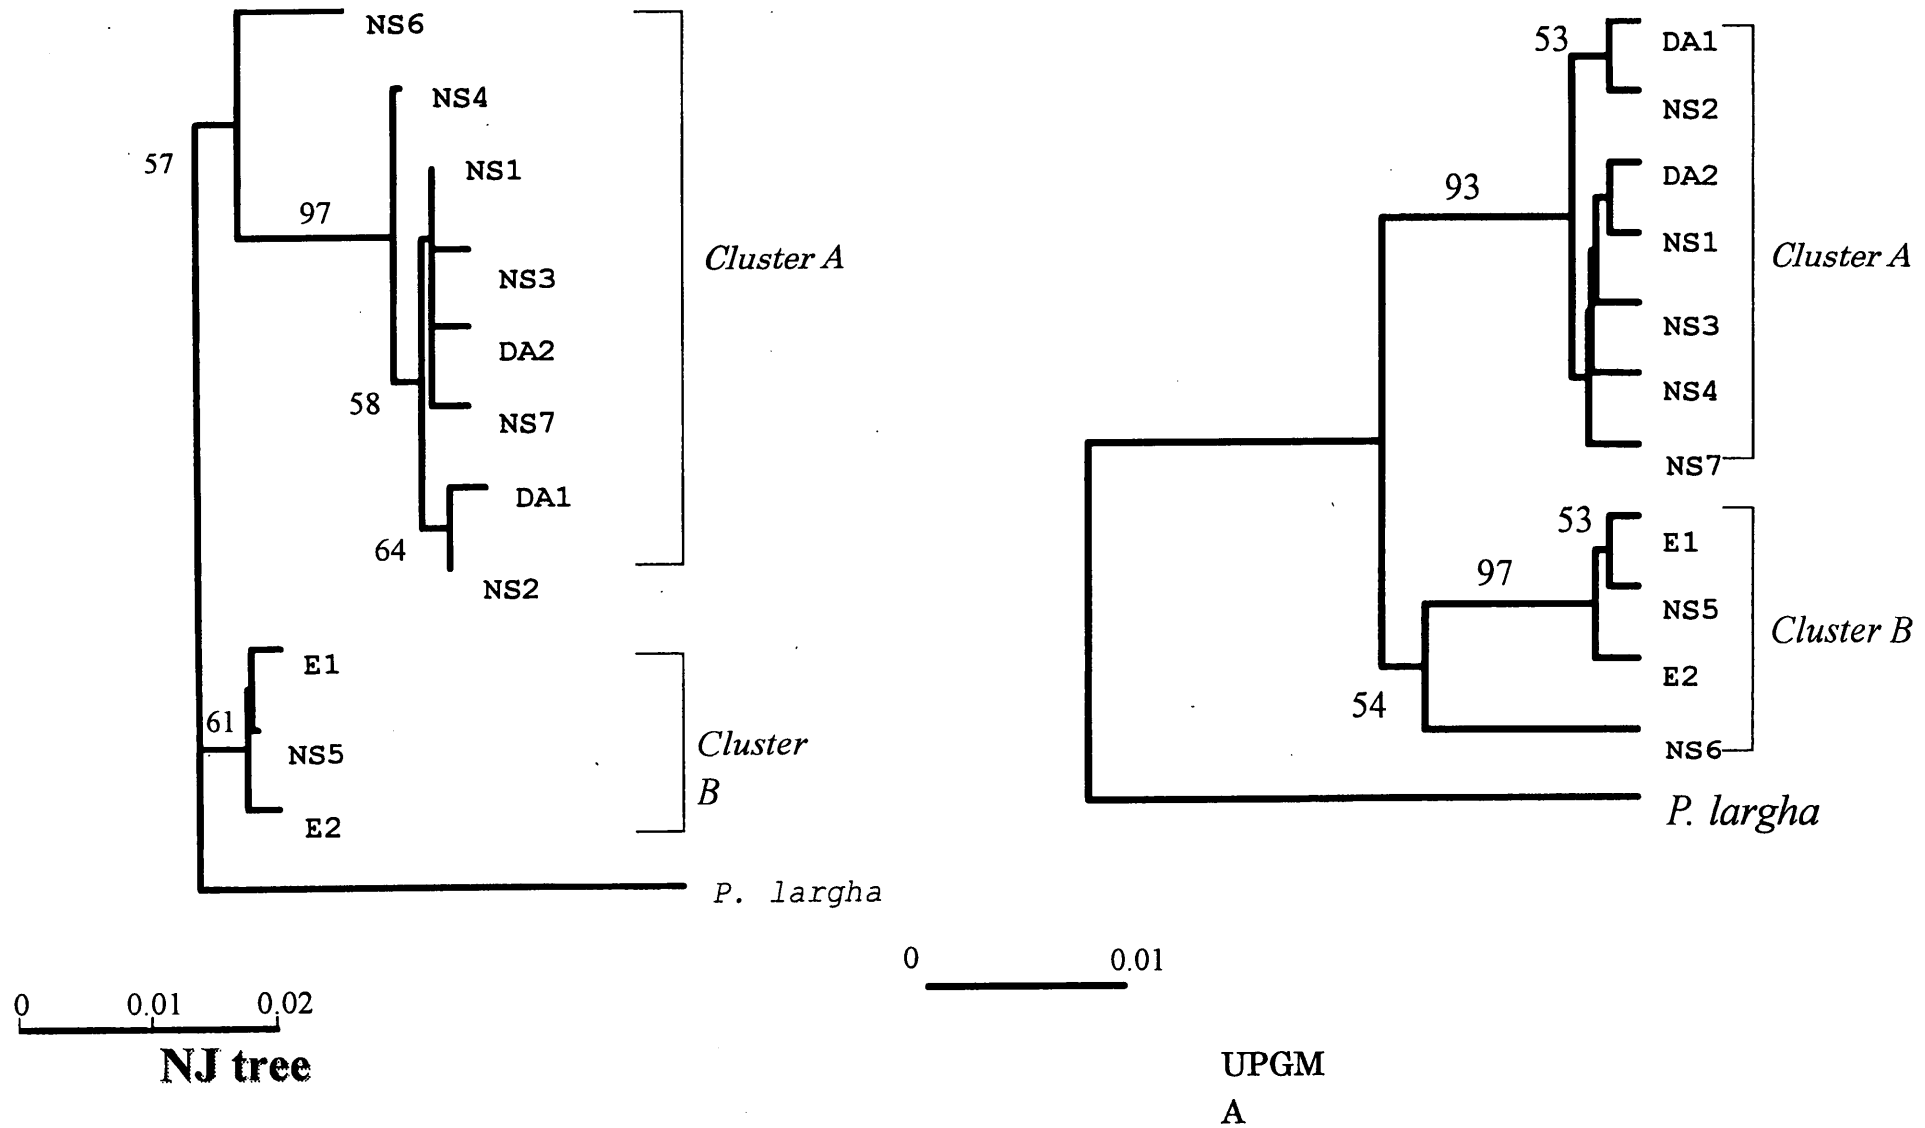 NS6
NS4
57
NS1
97
Cluster A
NS3
DA2
58
NS7
DA1
64
NS2
E1
61
NS5
Cluster
B
E2
P. largha
0 0.01 0.02
NJ tree
53
DA1
NS2
DA2
93
NS1
Cluster A
NS3
NS4
NS7
53
E1
97
NS5
Cluster B
E2
54
NS6
P. largha
0 0.01
UPGM
A